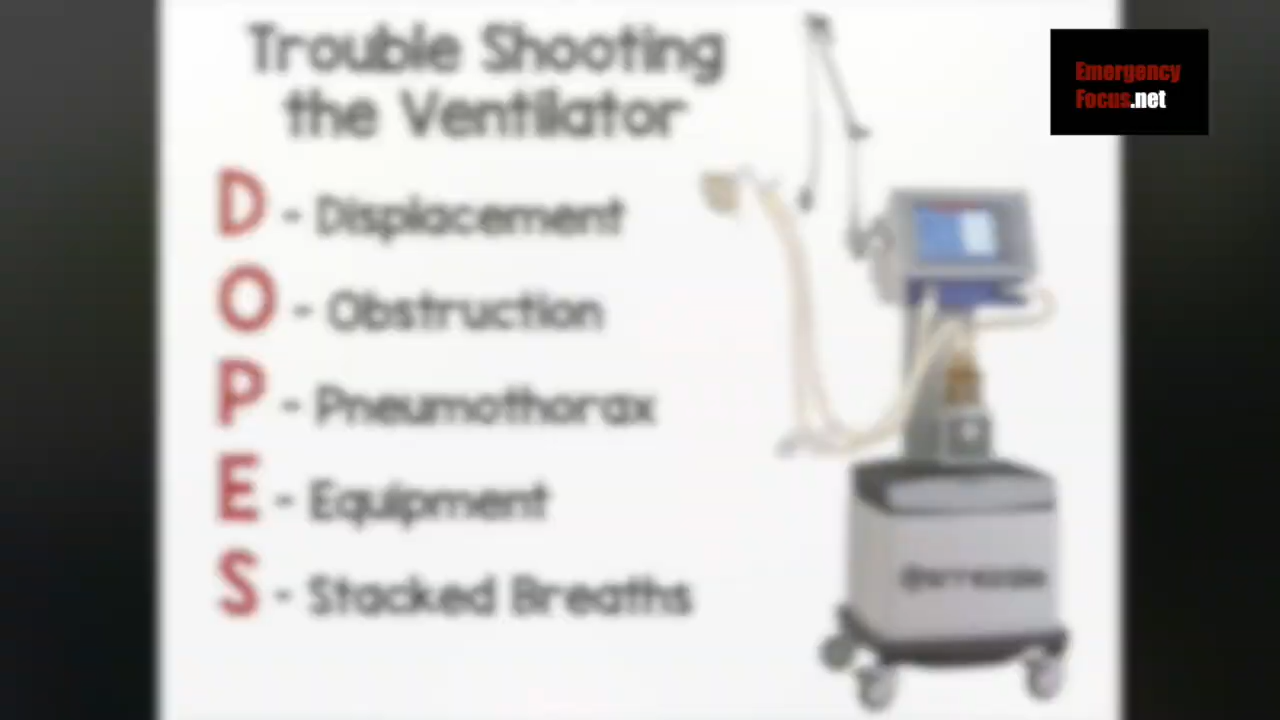 Trouble Shooting
the Ventilator
D - Displacement
O - Obstruction
P - Pneumothorax
E - Equipment
S - Stacked Breaths
Emergency
Focus.net